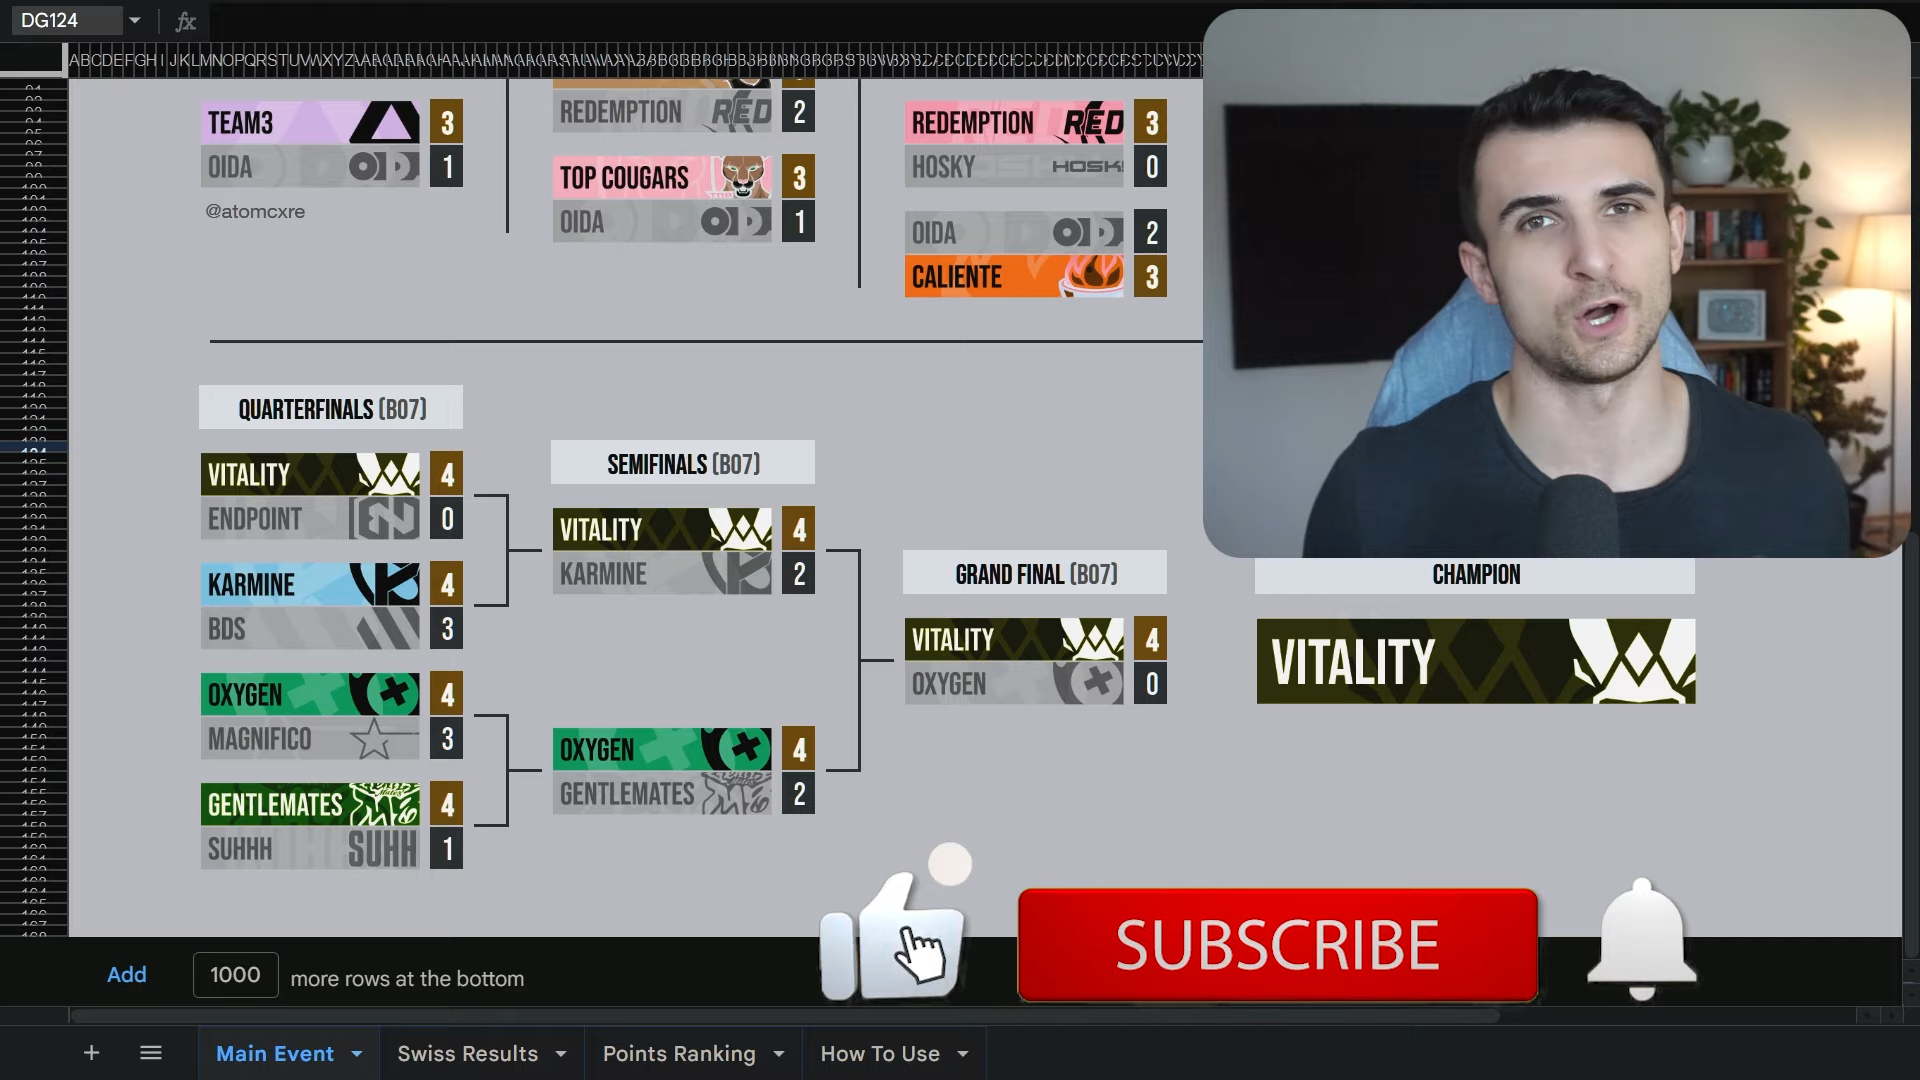 DG124
fx
TEAM3 3
OIDA 1
@atomcxre
REDEMPTION RED 2
TOP COUGARS 3
OIDA 1
REDEMPTION RED 3
HOSKY HOSK 0
OIDA 2
CALIENTE 3
QUARTERFINALS (BO7)
VITALITY 4
ENDPOINT 0
KARMINE 4
BDS 3
OXYGEN 4
MAGNIFICO 3
GENTLEMATES 4
SUHHH SUHH 1
SEMIFINALS (BO7)
VITALITY 4
KARMINE 2
OXYGEN 4
GENTLEMATES 2
GRAND FINAL (BO7)
VITALITY 4
OXYGEN 0
CHAMPION
VITALITY
SUBSCRIBE
Add 1000 more rows at the bottom
Main Event Swiss Results Points Ranking How To Use